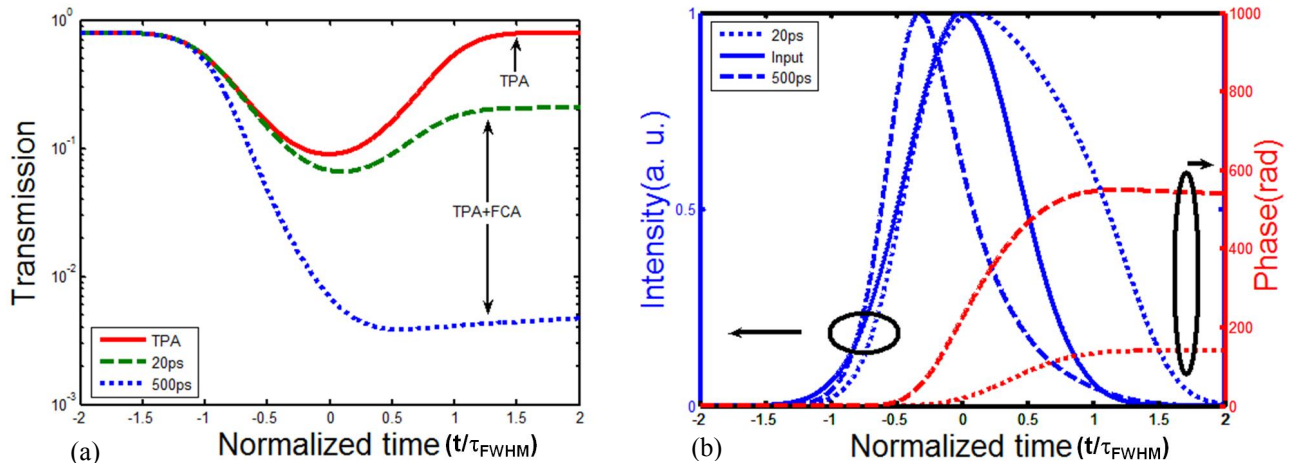 10⁰
10⁻¹
10⁻²
10⁻³
Transmission
TPA
TPA+FCA
TPA
20ps
500ps
-2 -1.5 -1 -0.5 0 0.5 1 1.5 2
(a) Normalized time (t/τFWHM)
1
0.5
0
Intensity(a. u.)
20ps
Input
500ps
1000
800
600
400
200
0
Phase(rad)
-2 -1.5 -1 -0.5 0 0.5 1 1.5 2
(b) Normalized time (t/τFWHM)